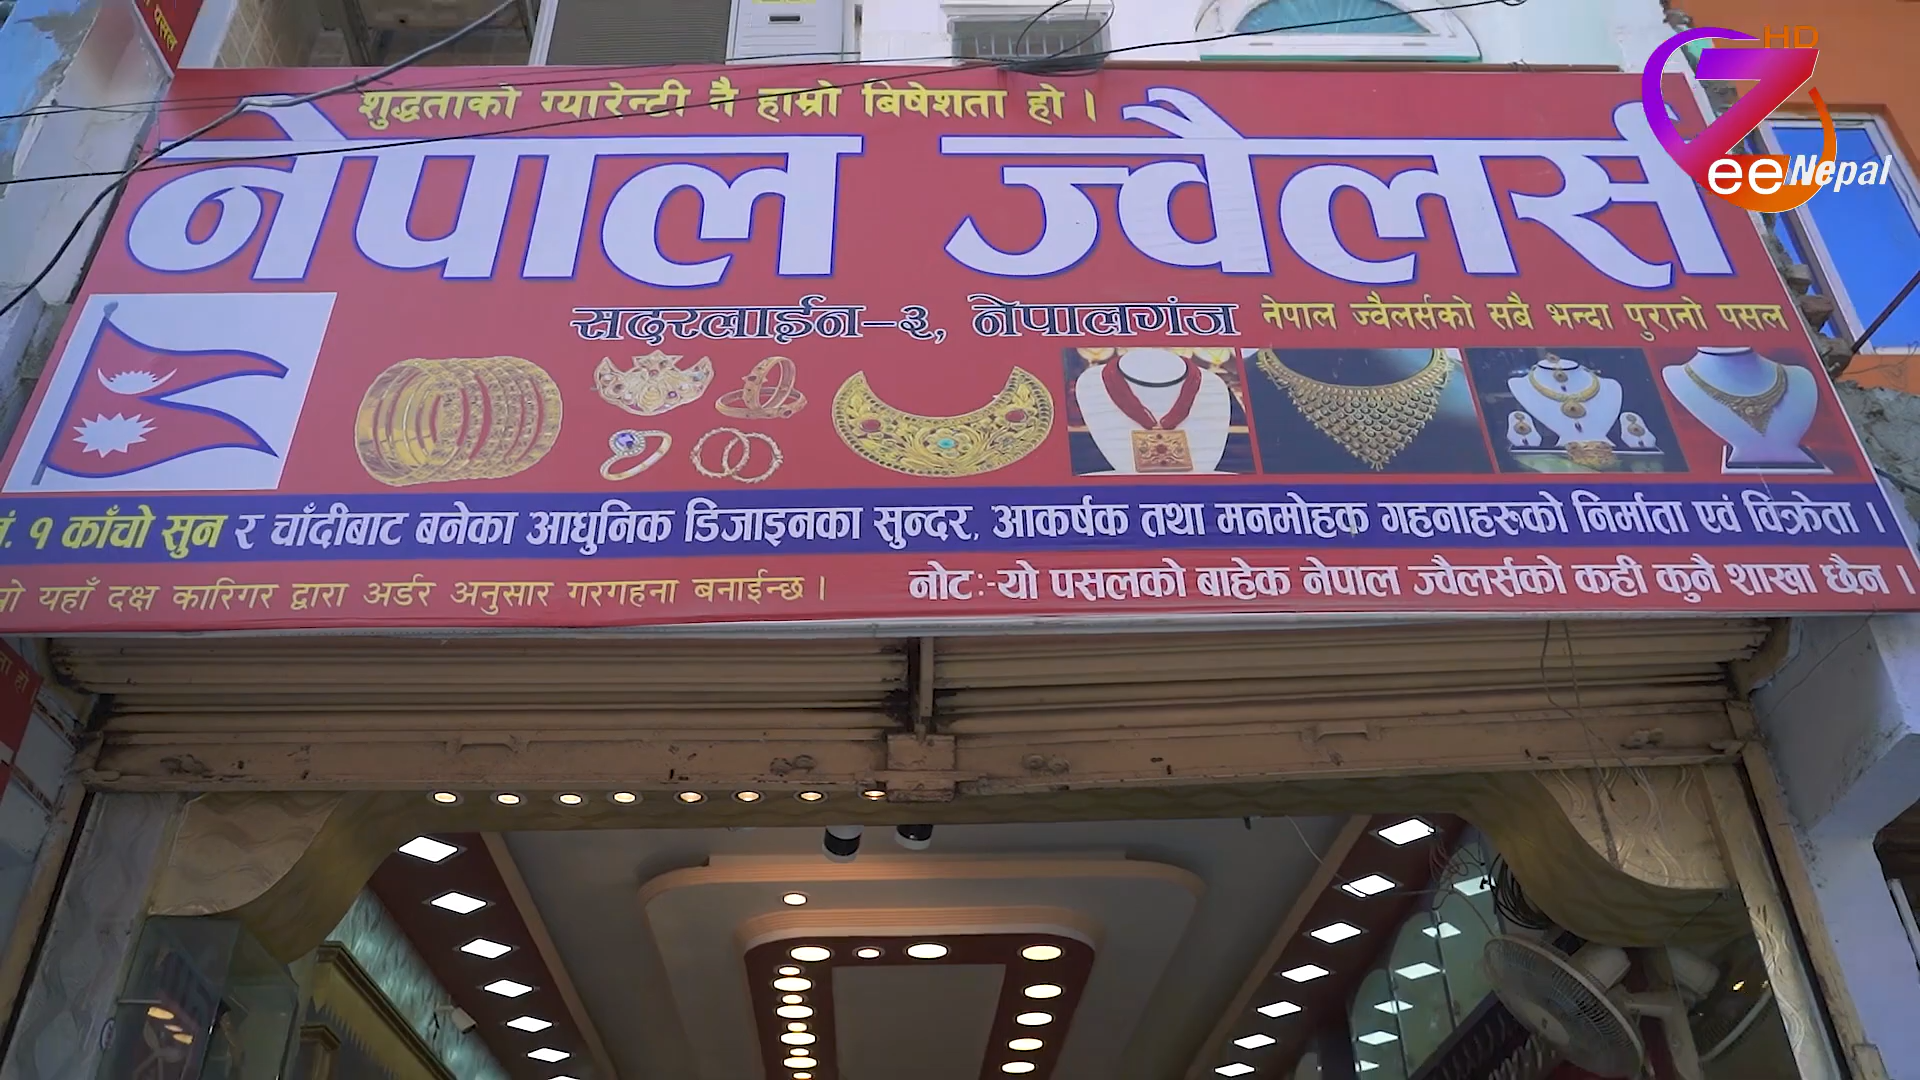 पसल
HD
Zee Nepal
शुद्धताको ग्यारेन्टी नै हाम्रो बिषेशता हो ।
नेपाल ज्वैलर्स
सदरलाईन-३, नेपालगंज
नेपाल ज्वैलर्सको सबै भन्दा पुरानो पसल
नं. १ काँचो सुन र चाँदीबाट बनेका आधुनिक डिजाइनका सुन्दर, आकर्षक तथा मनमोहक गहनाहरुको निर्माता एवं विक्रेता ।
यहाँ दक्ष कारिगर द्वारा अर्डर अनुसार गरगहना बनाईन्छ ।
नोटः-यो पसलको बाहेक नेपाल ज्वैलर्सको कही कुनै शाखा छैन ।